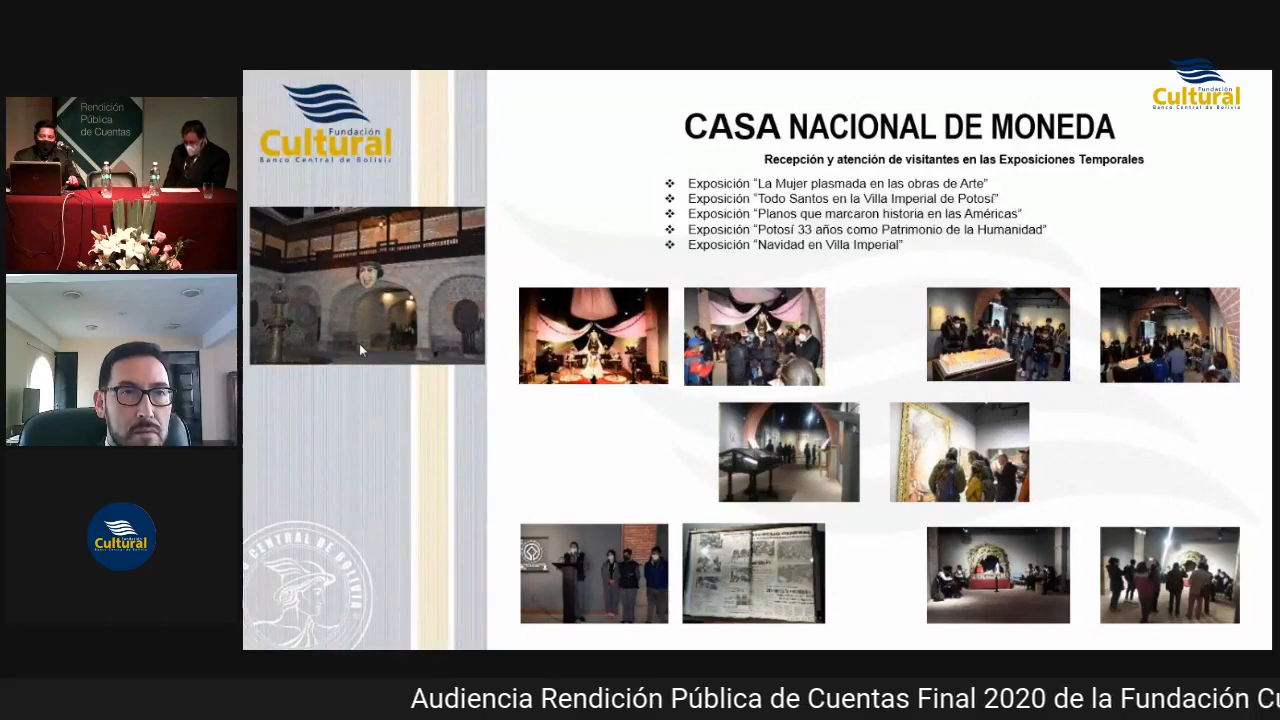 Rendición
Pública
de Cuentas
Fundación
Cultural
Banco Central de Bolivia
Fundación
Cultural
Banco Central de Bolivia
CASA NACIONAL DE MONEDA
Recepción y atención de visitantes en las Exposiciones Temporales
❖ Exposición “La Mujer plasmada en las obras de Arte”
❖ Exposición “Todo Santos en la Villa Imperial de Potosí”
❖ Exposición “Planos que marcaron historia en las Américas”
❖ Exposición “Potosí 33 años como Patrimonio de la Humanidad”
❖ Exposición “Navidad en Villa Imperial”
Fundación
Cultural
CENTRAL DE BOLIVIA
Audiencia Rendición Pública de Cuentas Final 2020 de la Fundación Cu